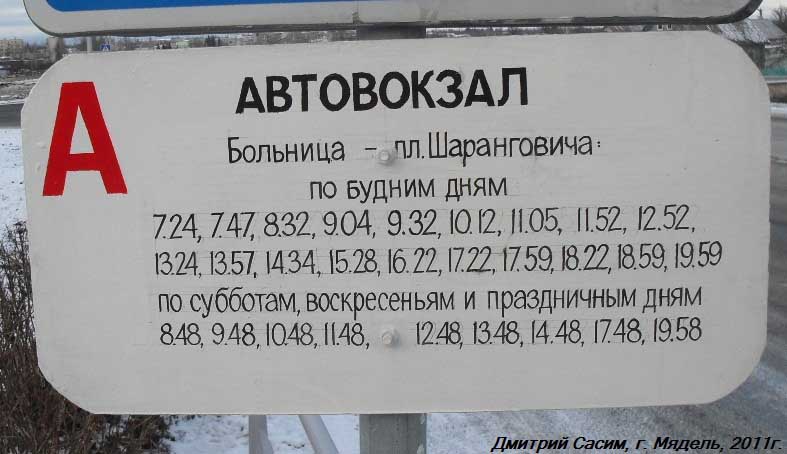 А
АВТОВОКЗАЛ
Больница – пл.Шаранговича:
по будним дням
7.24, 7.47, 8.32, 9.04, 9.32, 10.12, 11.05, 11.52, 12.52,
13.24, 13.57, 14.34, 15.28, 16.22, 17.22, 17.59, 18.22, 18.59, 19.59
по субботам, воскресеньям и праздничным дням
8.48, 9.48, 10.48, 11.48, 12.48, 13.48, 14.48, 17.48, 19.58
Дмитрий Сасим, г. Мядель, 2011г.